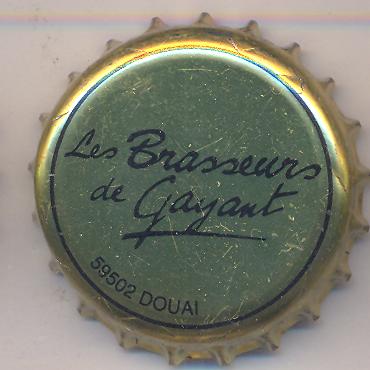 Les Brasseurs
de Gayant
59502 DOUAI